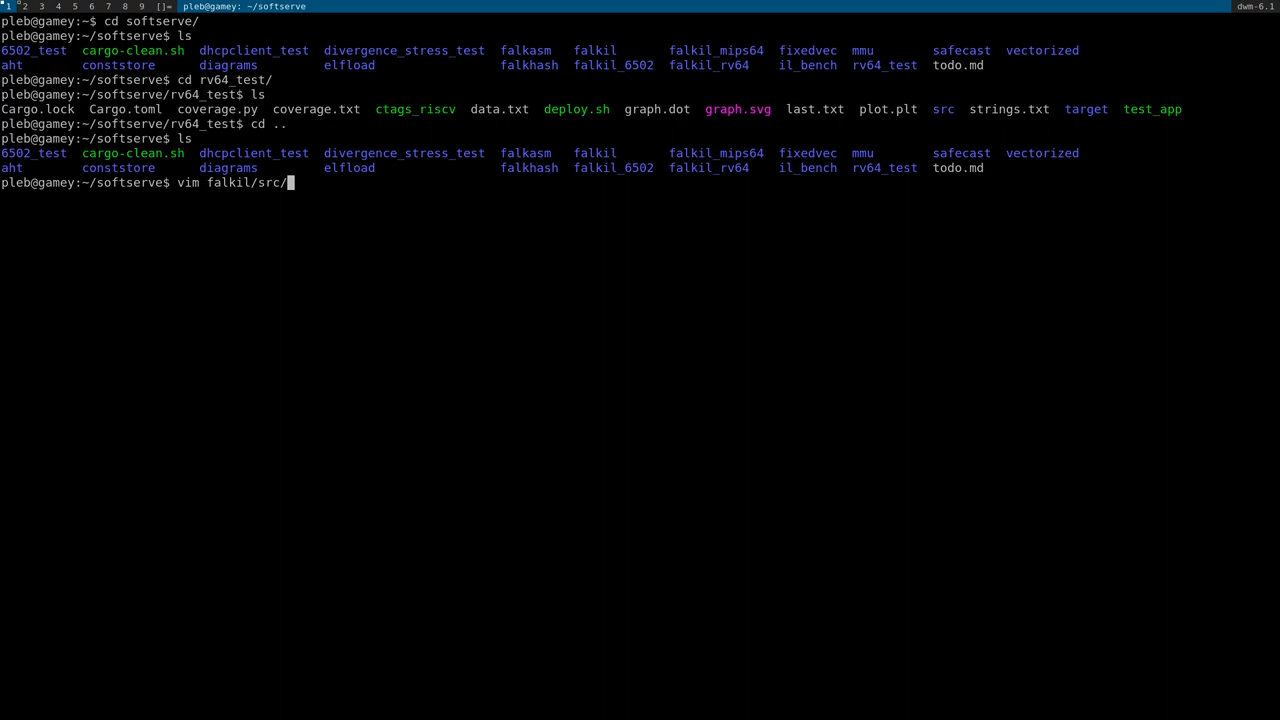 1 2 3 4 5 6 7 8 9 []= pleb@gamey: ~/softserve dwm-6.1
pleb@gamey:~$ cd softserve/
pleb@gamey:~/softserve$ ls
6502_test cargo-clean.sh dhcpclient_test divergence_stress_test falkasm falkil falkil_mips64 fixedvec mmu safecast vectorized
aht conststore diagrams elfload falkhash falkil_6502 falkil_rv64 il_bench rv64_test todo.md
pleb@gamey:~/softserve$ cd rv64_test/
pleb@gamey:~/softserve/rv64_test$ ls
Cargo.lock Cargo.toml coverage.py coverage.txt ctags_riscv data.txt deploy.sh graph.dot graph.svg last.txt plot.plt src strings.txt target test_app
pleb@gamey:~/softserve/rv64_test$ cd ..
pleb@gamey:~/softserve$ ls
6502_test cargo-clean.sh dhcpclient_test divergence_stress_test falkasm falkil falkil_mips64 fixedvec mmu safecast vectorized
aht conststore diagrams elfload falkhash falkil_6502 falkil_rv64 il_bench rv64_test todo.md
pleb@gamey:~/softserve$ vim falkil/src/